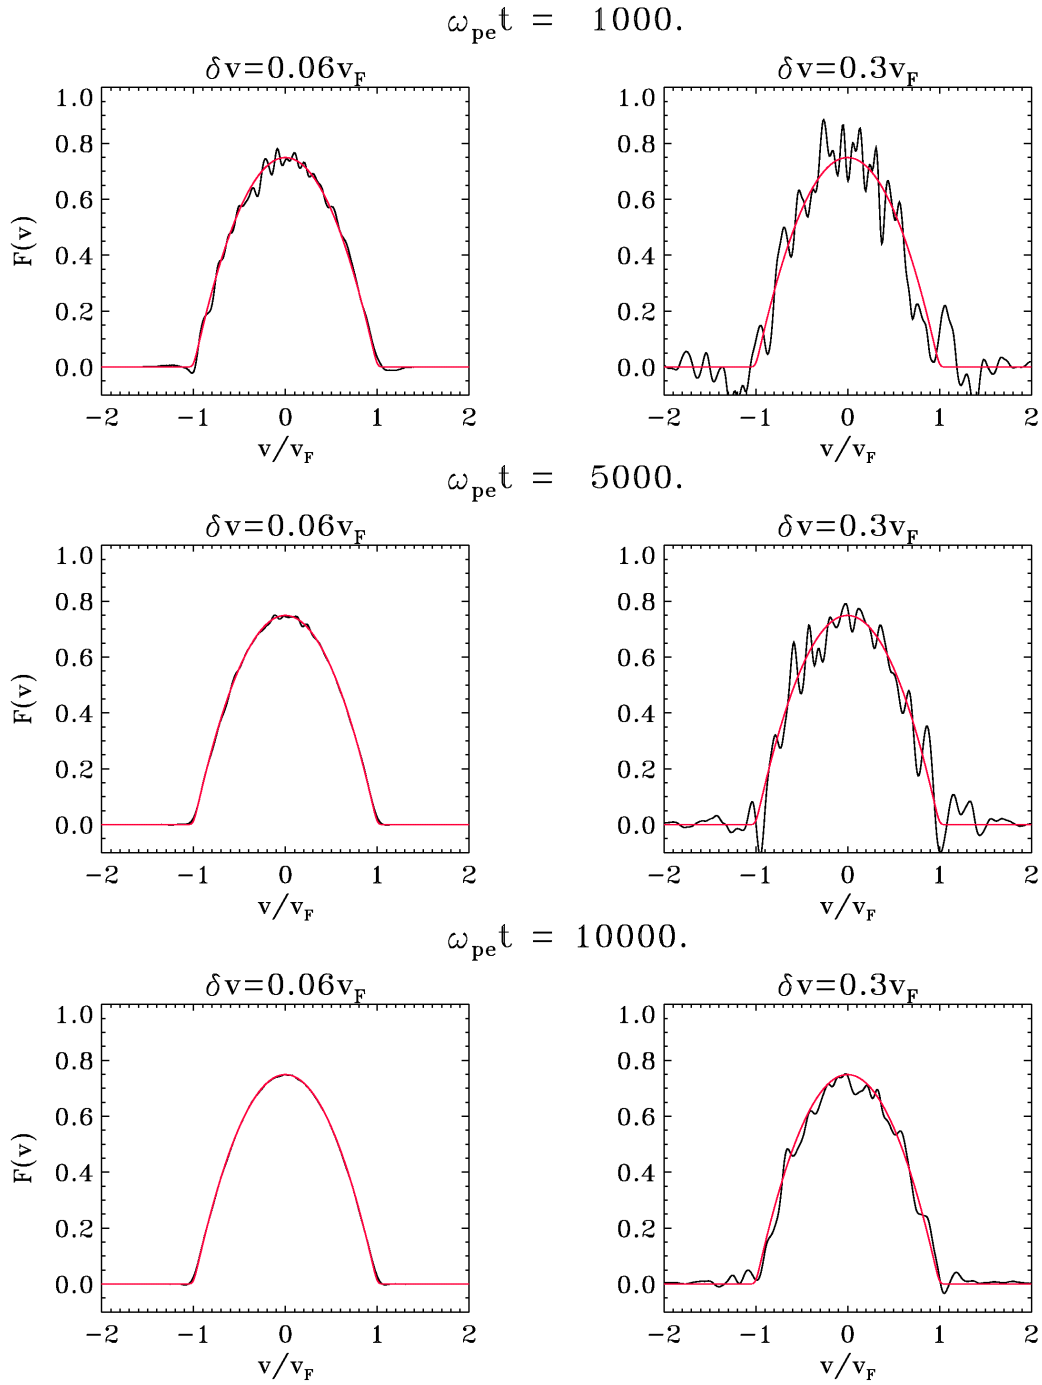 ω_pe t = 1000.
δv=0.06v_F δv=0.3v_F
1.0 1.0
0.8 0.8
0.6 0.6
F(v)
0.4 0.4
0.2 0.2
0.0 0.0
−2 −1 0 1 2 −2 −1 0 1 2
v/v_F v/v_F
ω_pe t = 5000.
δv=0.06v_F δv=0.3v_F
1.0 1.0
0.8 0.8
0.6 0.6
F(v)
0.4 0.4
0.2 0.2
0.0 0.0
−2 −1 0 1 2 −2 −1 0 1 2
v/v_F v/v_F
ω_pe t = 10000.
δv=0.06v_F δv=0.3v_F
1.0 1.0
0.8 0.8
0.6 0.6
F(v)
0.4 0.4
0.2 0.2
0.0 0.0
−2 −1 0 1 2 −2 −1 0 1 2
v/v_F v/v_F